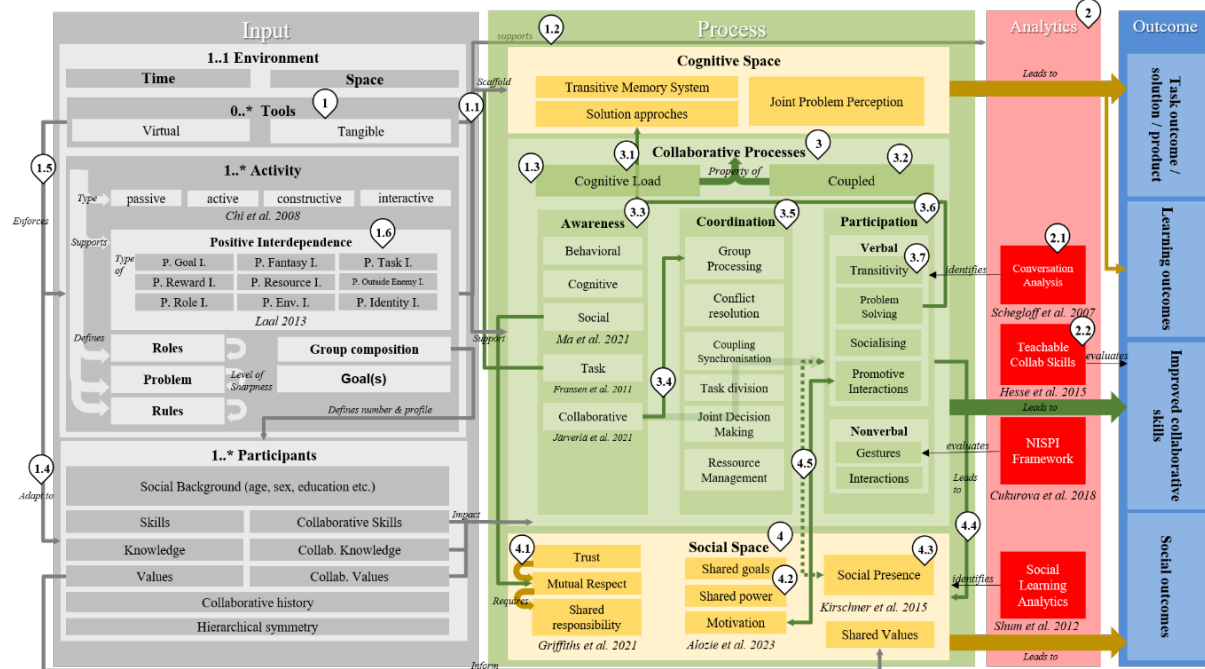 Input
1..1 Environment
Time
Space
0..* Tools
1
Virtual
Tangible
1.5
Enforces
1..* Activity
Type
passive
active
constructive
interactive
Chi et al. 2008
Supports
Positive Interdependence
1.6
Type of
P. Goal I.
P. Fantasy I.
P. Task I.
P. Reward I.
P. Resource I.
P. Outside Enemy I.
P. Role I.
P. Env. I.
P. Identity I.
Laal 2013
Defines
Roles
Problem
Rules
Level of
Sharpness
Group composition
Goal(s)
Defines number & profile
1.4
Adapt to
1..* Participants
Social Background (age, sex, education etc.)
Skills
Collaborative Skills
Knowledge
Collab. Knowledge
Values
Collab. Values
Collaborative history
Hierarchical symmetry
Impact
Inform
Process
supports
1.2
1.1
Scaffold
Support
Cognitive Space
Transitive Memory System
Solution approches
Joint Problem Perception
3
3.1
Collaborative Processes
1.3
3.2
Cognitive Load
Property of
Coupled
Awareness
3.3
Behavioral
Cognitive
Social
Ma et al. 2021
Task
Fransen et al. 2011
Collaborative
Järverlä et al. 2021
3.4
Coordination
3.5
Group
Processing
Conflict
resolution
Coupling
Synchronisation
Task division
Joint Decision
Making
Ressource
Management
Participation
3.6
Verbal
3.7
Transitivity
Problem
Solving
Socialising
Promotive
Interactions
Nonverbal
Gestures
Interactions
4.5
Leads
to
4.4
4
Social Space
4.1
Trust
Mutual Respect
Requires
Shared
responsibility
Griffiths et al. 2021
Shared goals
4.2
Shared power
Motivation
Alozie et al. 2023
4.3
Social Presence
Kirschner et al. 2015
Shared Values
Analytics
2
Leads to
2.1
Conversation
Analysis
identifies
Schegloff et al. 2007
2.2
Teachable
Collab Skills
evaluates
Hesse et al. 2015
Leads to
NISPI
Framework
evaluates
Cukurova et al. 2018
Social
Learning
Analytics
identifies
Shum et al. 2012
Leads to
Outcome
Task outcome /
solution / product
Learning outcomes
Improved collaborative
skills
Social outcomes